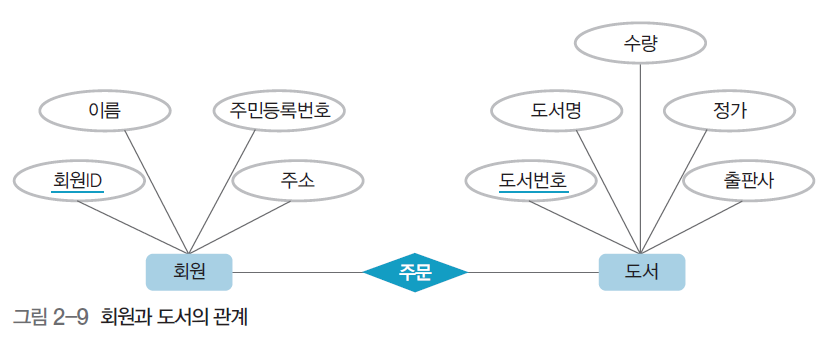 수량
이름
주민등록번호
도서명
정가
회원ID
주소
도서번호
출판사
회원
주문
도서
그림 2-9 회원과 도서의 관계